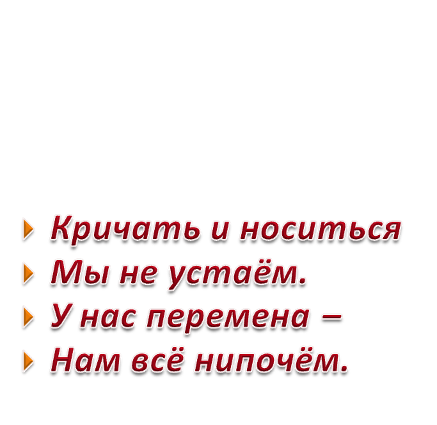 Кричать и носиться
Мы не устаём.
У нас перемена –
Нам всё нипочём.